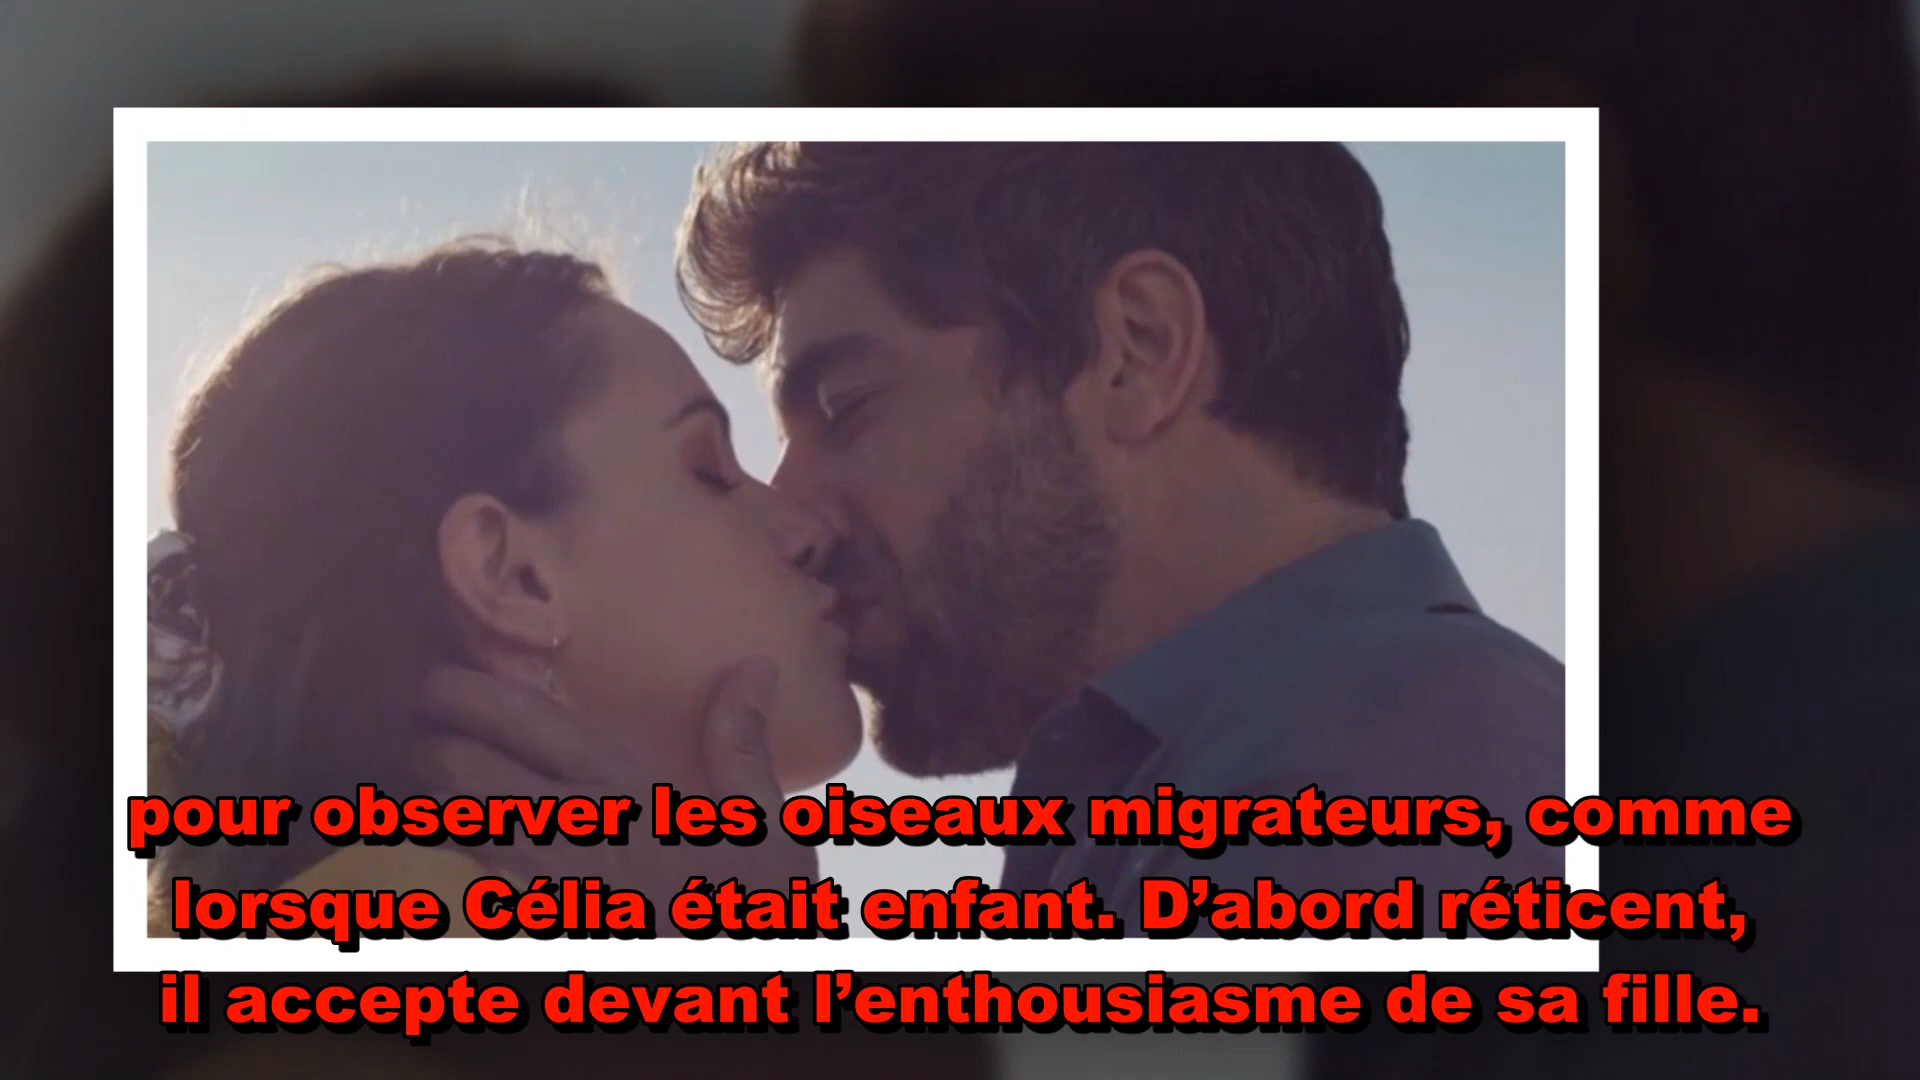 pour observer les oiseaux migrateurs, comme
lorsque Célia était enfant. D’abord réticent,
il accepte devant l’enthousiasme de sa fille.